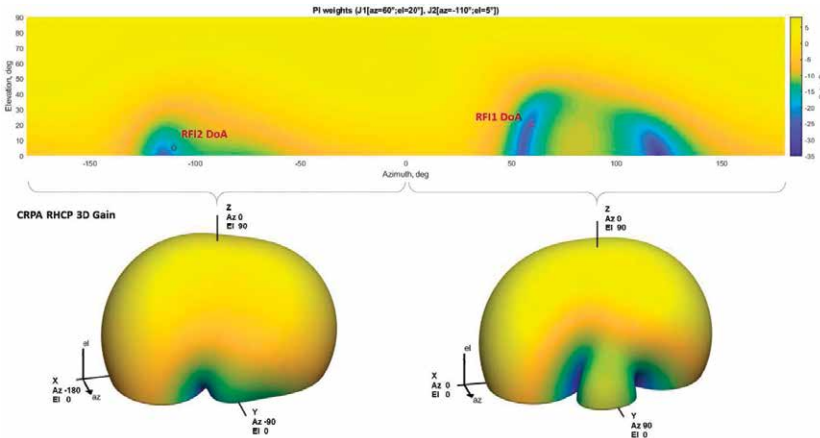 PI weights (J1[az=60°;el=20°], J2[az=-110°;el=5°])
Elevation, deg
90
80
70
60
50
40
30
20
10
0
RFI2 DoA
RFI1 DoA
-150
-100
-50
0
50
100
150
Azimuth, deg
5
0
-5
-10
-15
-20
-25
-30
-35
CRPA RHCP 3D Gain
Z
Az 0
El 90
el
X
Az -180
El 0
az
Y
Az -90
El 0
Z
Az 0
El 90
el
X
Az 0
El 0
az
Y
Az 90
El 0